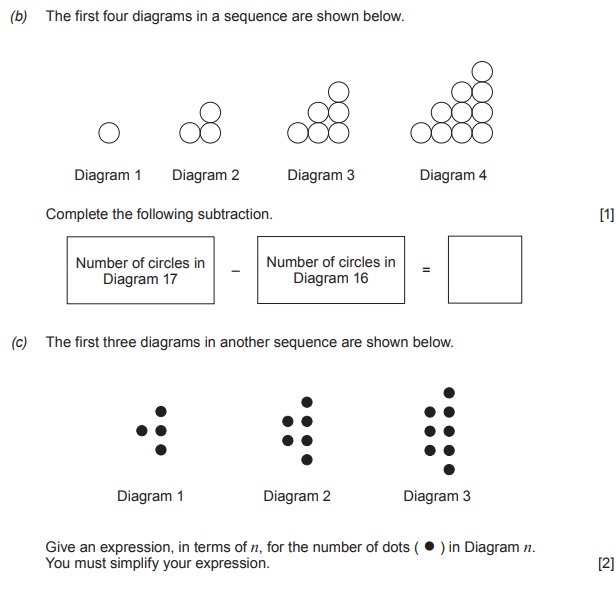 (b) The first four diagrams in a sequence are shown below.
Diagram 1 Diagram 2 Diagram 3 Diagram 4
Complete the following subtraction. [1]
Number of circles in
Diagram 17
–
Number of circles in
Diagram 16
=
(c) The first three diagrams in another sequence are shown below.
Diagram 1 Diagram 2 Diagram 3
Give an expression, in terms of n, for the number of dots ( ● ) in Diagram n.
You must simplify your expression. [2]